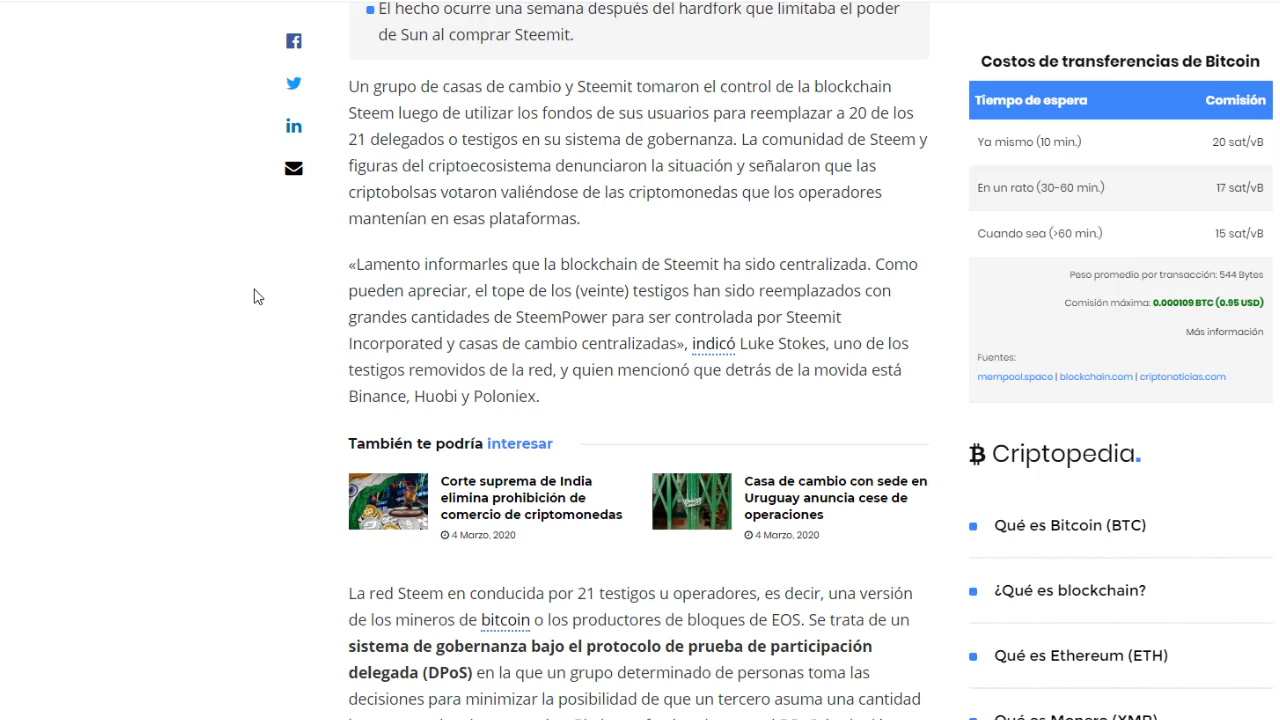 El hecho ocurre una semana después del hardfork que limitaba el poder
de Sun al comprar Steemit.
Un grupo de casas de cambio y Steemit tomaron el control de la blockchain
Steem luego de utilizar los fondos de sus usuarios para reemplazar a 20 de los
21 delegados o testigos en su sistema de gobernanza. La comunidad de Steem y
figuras del criptoecosistema denunciaron la situación y señalaron que las
criptobolsas votaron valiéndose de las criptomonedas que los operadores
mantenían en esas plataformas.
«Lamento informarles que la blockchain de Steemit ha sido centralizada. Como
pueden apreciar, el tope de los (veinte) testigos han sido reemplazados con
grandes cantidades de SteemPower para ser controlada por Steemit
Incorporated y casas de cambio centralizadas», indicó Luke Stokes, uno de los
testigos removidos de la red, y quien mencionó que detrás de la movida está
Binance, Huobi y Poloniex.
También te podría interesar
Corte suprema de India
elimina prohibición de
comercio de criptomonedas
4 Marzo, 2020
Casa de cambio con sede en
Uruguay anuncia cese de
operaciones
4 Marzo, 2020
La red Steem en conducida por 21 testigos u operadores, es decir, una versión
de los mineros de bitcoin o los productores de bloques de EOS. Se trata de un
sistema de gobernanza bajo el protocolo de prueba de participación
delegada (DPoS) en la que un grupo determinado de personas toma las
decisiones para minimizar la posibilidad de que un tercero asuma una cantidad
Costos de transferencias de Bitcoin
Tiempo de espera Comisión
Ya mismo (10 min.) 20 sat/vB
En un rato (30-60 min.) 17 sat/vB
Cuando sea (>60 min.) 15 sat/vB
Peso promedio por transacción: 544 Bytes
Comisión máxima: 0.000109 BTC (0.95 USD)
Más información
Fuentes:
mempool.space | blockchain.com | criptonoticias.com
Criptopedia.
Qué es Bitcoin (BTC)
¿Qué es blockchain?
Qué es Ethereum (ETH)
Qué es Monero (XMR)